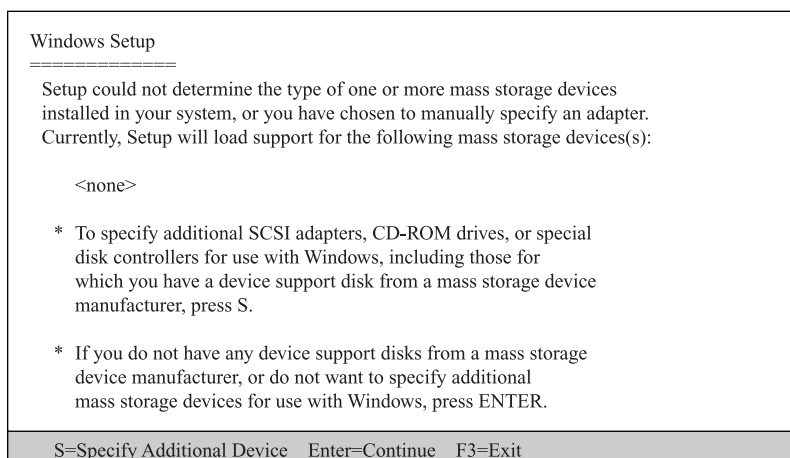 Windows Setup
=============
Setup could not determine the type of one or more mass storage devices
installed in your system, or you have chosen to manually specify an adapter.
Currently, Setup will load support for the following mass storage devices(s):
<none>
* To specify additional SCSI adapters, CD-ROM drives, or special
disk controllers for use with Windows, including those for
which you have a device support disk from a mass storage device
manufacturer, press S.
* If you do not have any device support disks from a mass storage
device manufacturer, or do not want to specify additional
mass storage devices for use with Windows, press ENTER.
S=Specify Additional Device Enter=Continue F3=Exit